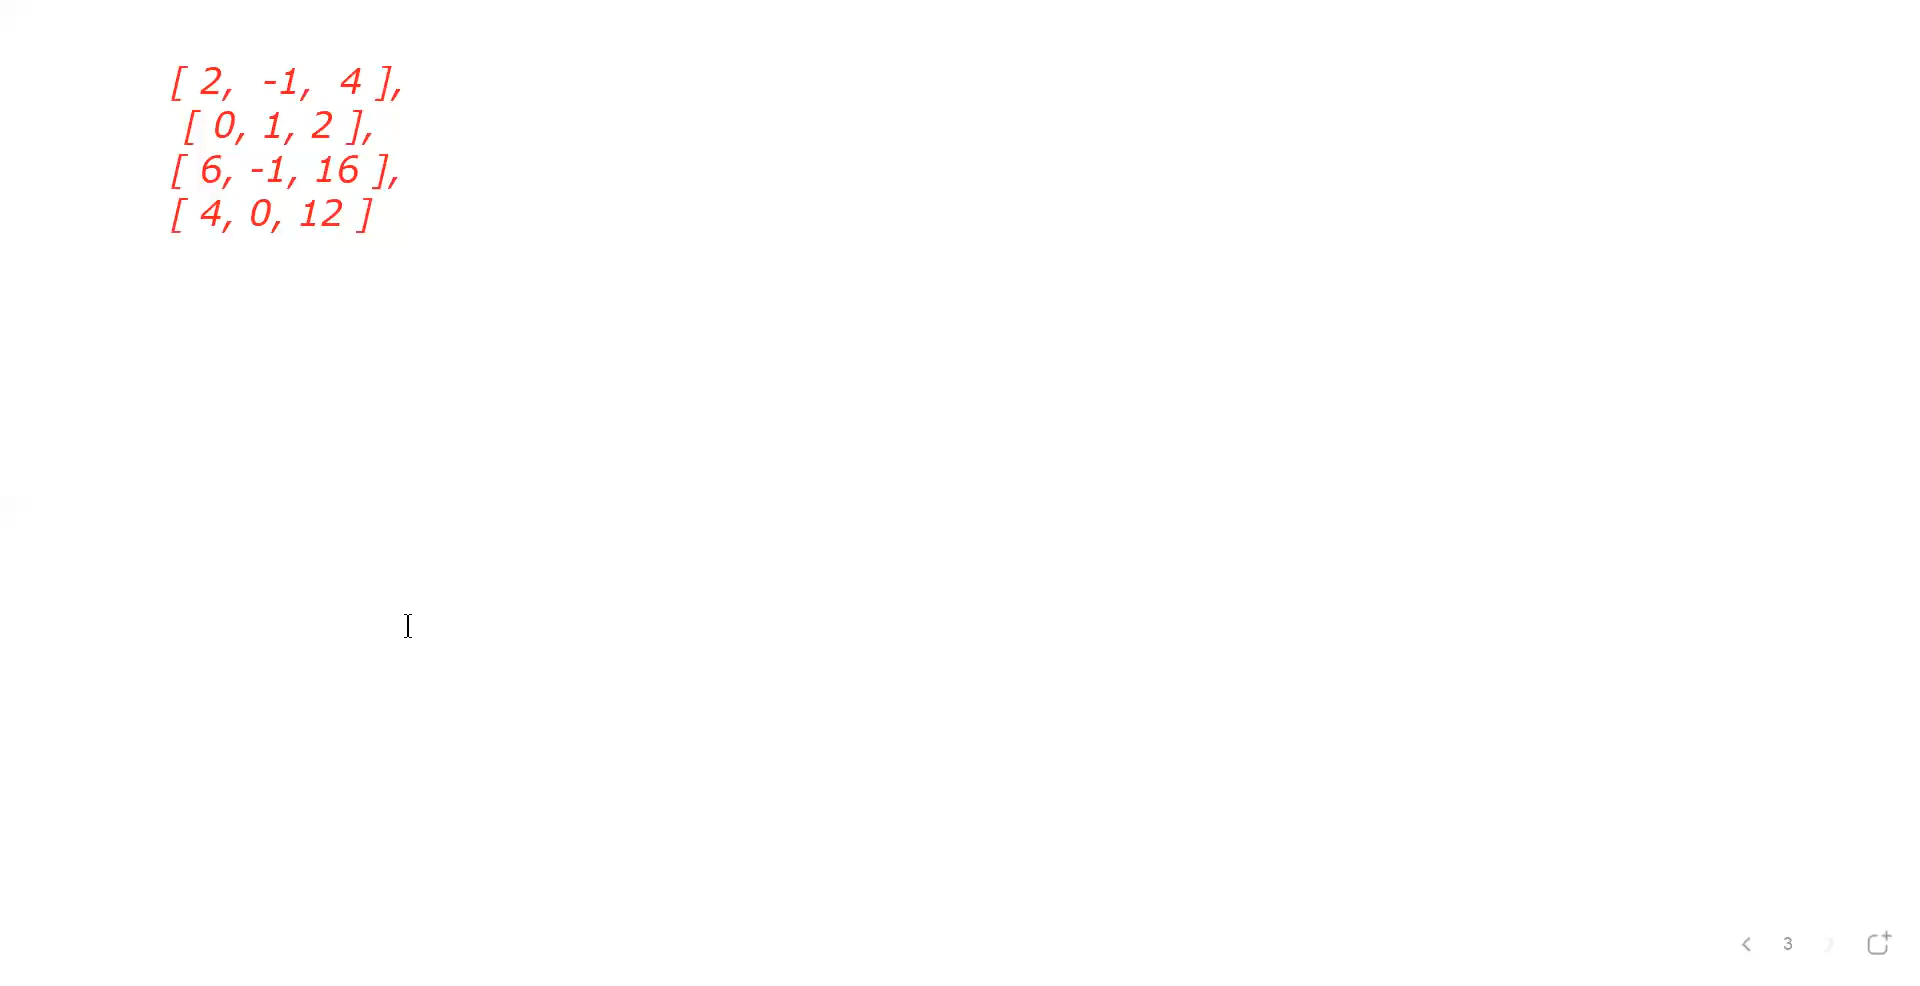 [ 2, -1, 4 ],
[ 0, 1, 2 ],
[ 6, -1, 16 ],
[ 4, 0, 12 ]
3